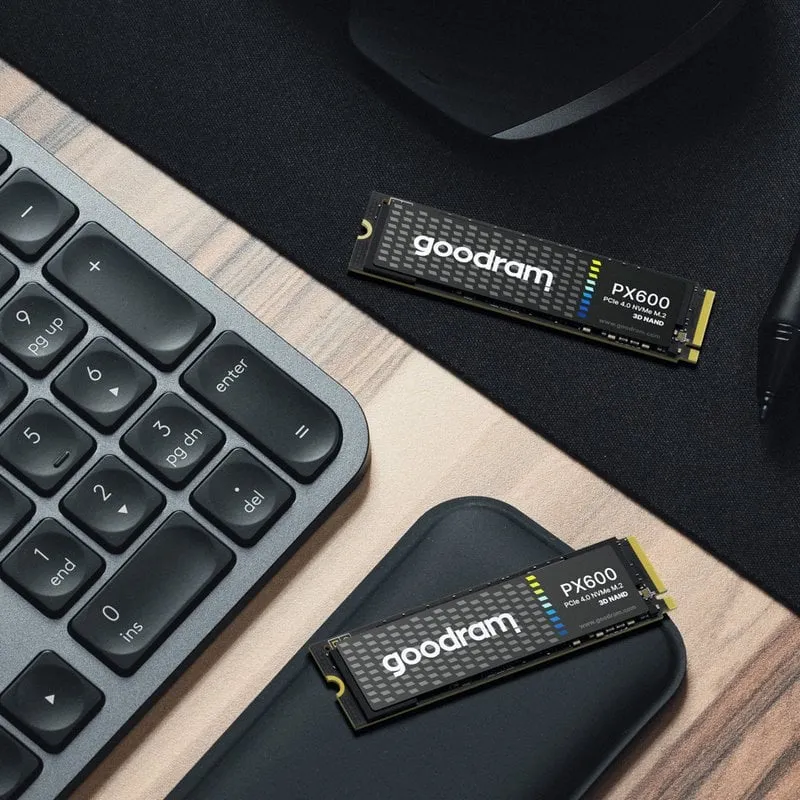 -
+
9
pg up
6
▲
enter
=
5
3
pg dn
2
▼
.
del
1
end
0
ins
▲
goodram
PX600
PCIe 4.0 NVMe M.2
3D NAND
www.goodram.com
goodram
PX600
PCIe 4.0 NVMe M.2
3D NAND
www.goodram.com